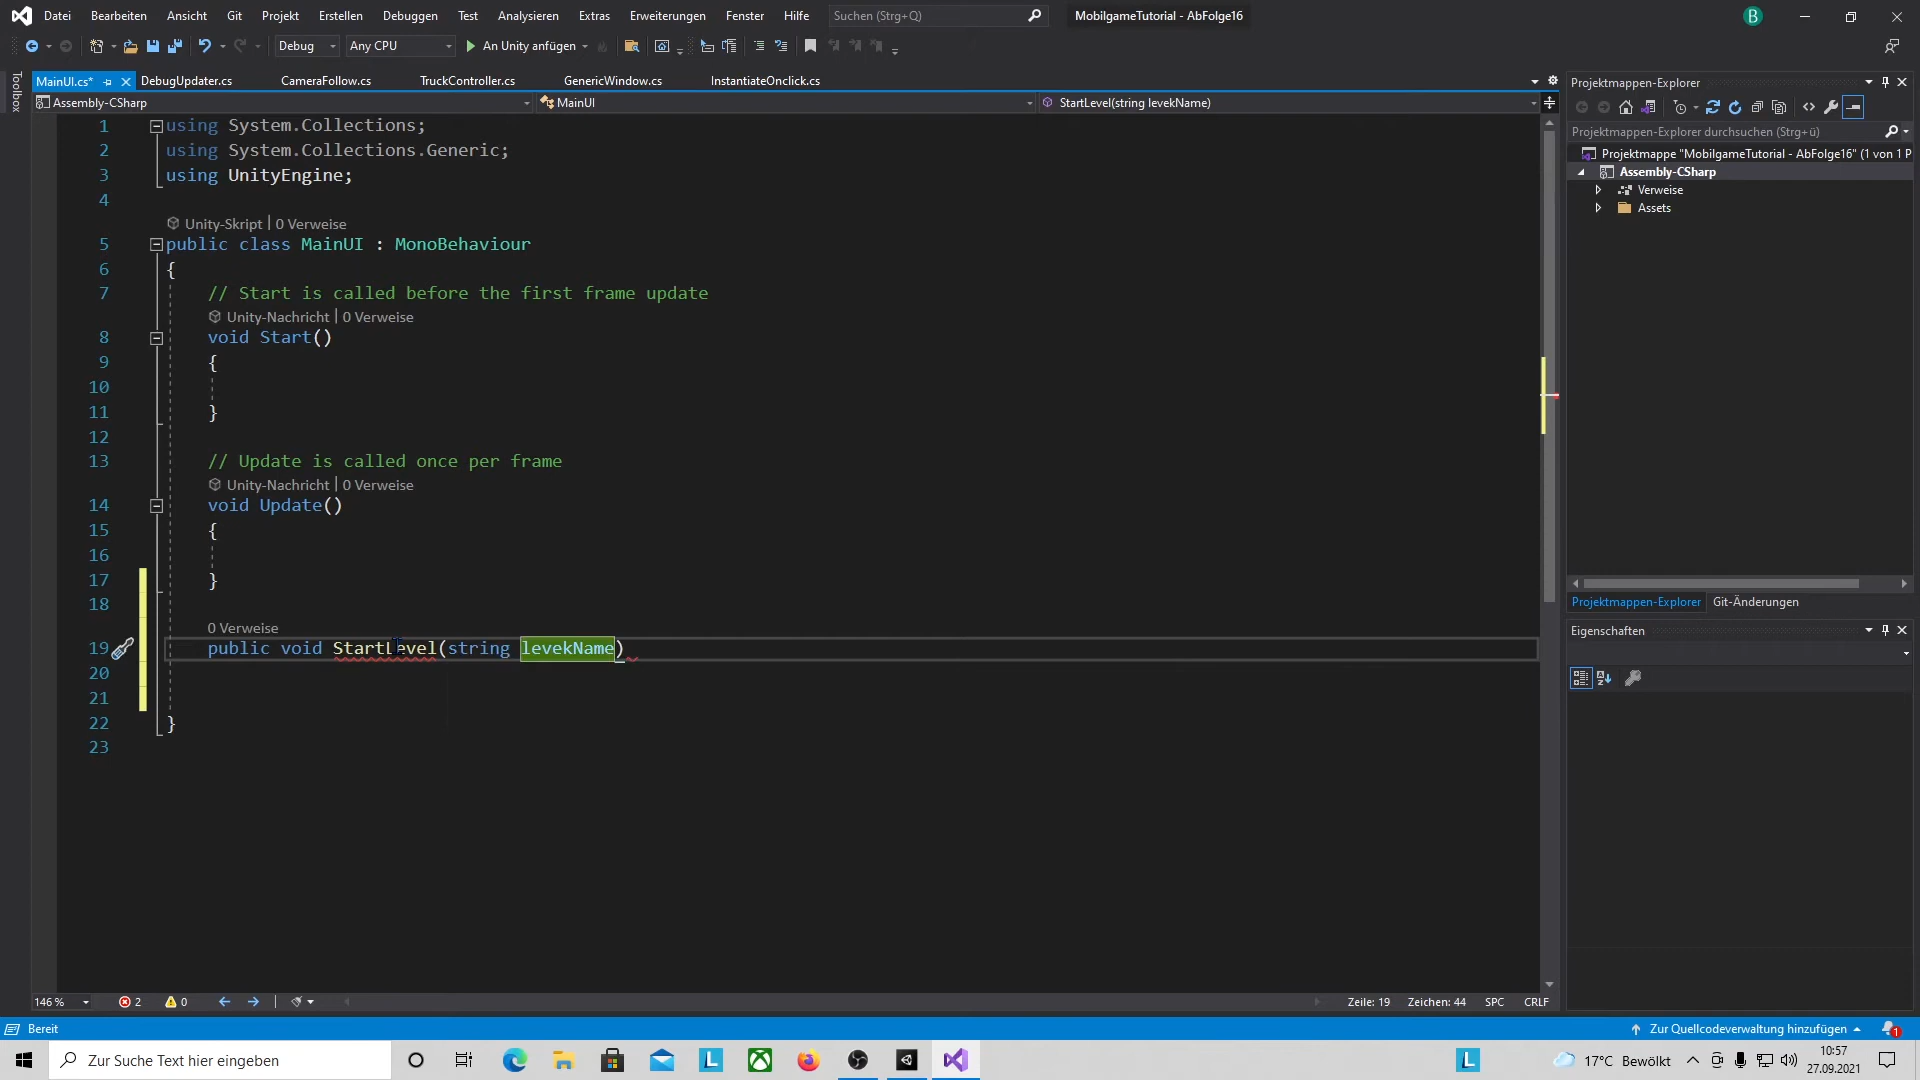 Datei Bearbeiten Ansicht Git Projekt Erstellen Debuggen Test Analysieren Extras Erweiterungen Fenster Hilfe Suchen (Strg+Q) MobilgameTutorial - AbFolge16 B
Debug Any CPU An Unity anfügen
Toolbox
MainUI.cs* DebugUpdater.cs CameraFollow.cs TruckController.cs GenericWindow.cs InstantiateOnclick.cs
Assembly-CSharp MainUI StartLevel(string levekName)
1 using System.Collections;
2 using System.Collections.Generic;
3 using UnityEngine;
4
Unity-Skript | 0 Verweise
5 public class MainUI : MonoBehaviour
6 {
7 // Start is called before the first frame update
Unity-Nachricht | 0 Verweise
8 void Start()
9 {
10
11 }
12
13 // Update is called once per frame
Unity-Nachricht | 0 Verweise
14 void Update()
15 {
16
17 }
18
0 Verweise
19 public void StartLevel(string levekName)
20
21
22 }
23
Projektmappen-Explorer
Projektmappen-Explorer durchsuchen (Strg+ü)
Projektmappe "MobilgameTutorial - AbFolge16" (1 von 1 P
Assembly-CSharp
Verweise
Assets
Projektmappen-Explorer Git-Änderungen
Eigenschaften
146 % 2 0 Zeile: 19 Zeichen: 44 SPC CRLF
Bereit Zur Quellcodeverwaltung hinzufügen 1
Zur Suche Text hier eingeben L L 17°C Bewölkt 10:57
27.09.2021